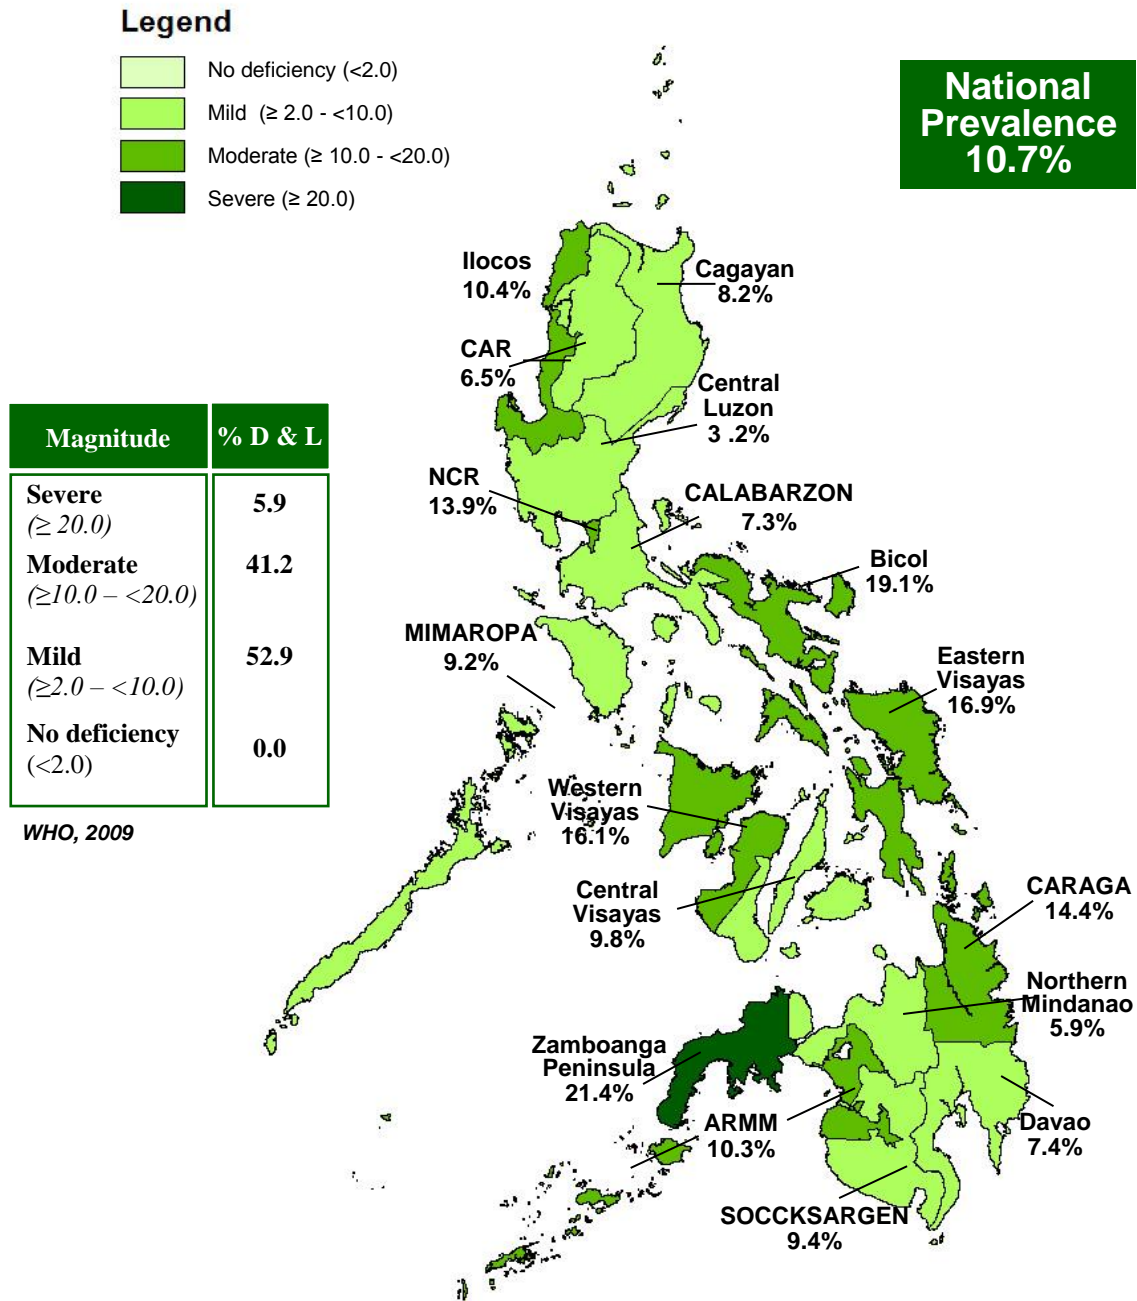 Legend
No deficiency (<2.0)
Mild (≥ 2.0 - <10.0)
Moderate (≥ 10.0 - <20.0)
Severe (≥ 20.0)
National
Prevalence
10.7%
Ilocos
10.4%
Cagayan
8.2%
CAR
6.5%
Central
Luzon
3 .2%
Magnitude
% D & L
Severe
(≥ 20.0)
5.9
Moderate
(≥10.0 – <20.0)
41.2
Mild
(≥2.0 – <10.0)
52.9
No deficiency
(<2.0)
0.0
WHO, 2009
NCR
13.9%
CALABARZON
7.3%
Bicol
19.1%
MIMAROPA
9.2%
Eastern
Visayas
16.9%
Western
Visayas
16.1%
Central
Visayas
9.8%
CARAGA
14.4%
Northern
Mindanao
5.9%
Zamboanga
Peninsula
21.4%
ARMM
10.3%
Davao
7.4%
SOCCKSARGEN
9.4%